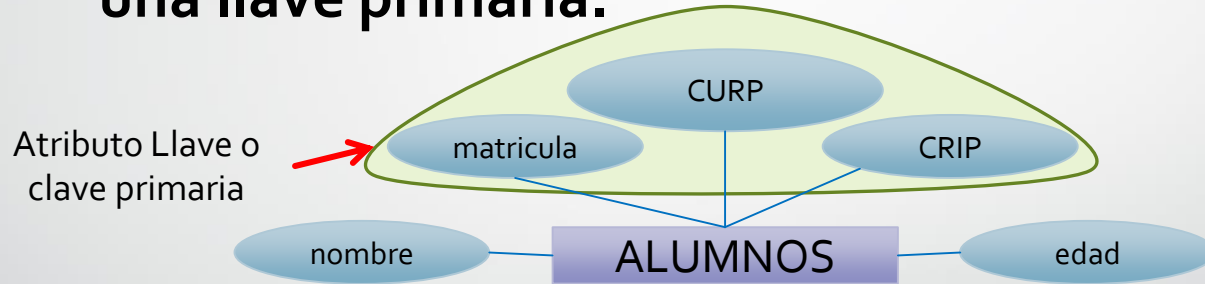 una llave primaria.
CURP
Atributo Llave o
clave primaria
matricula
CRIP
nombre
ALUMNOS
edad